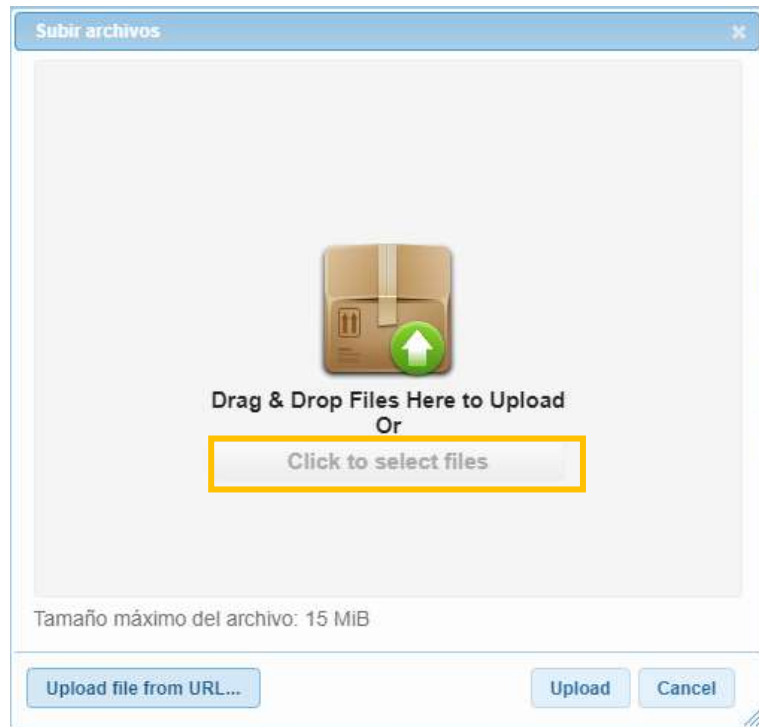 Subir archivos
Drag & Drop Files Here to Upload
Or
Click to select files
Tamaño máximo del archivo: 15 MiB
Upload file from URL...
Upload
Cancel